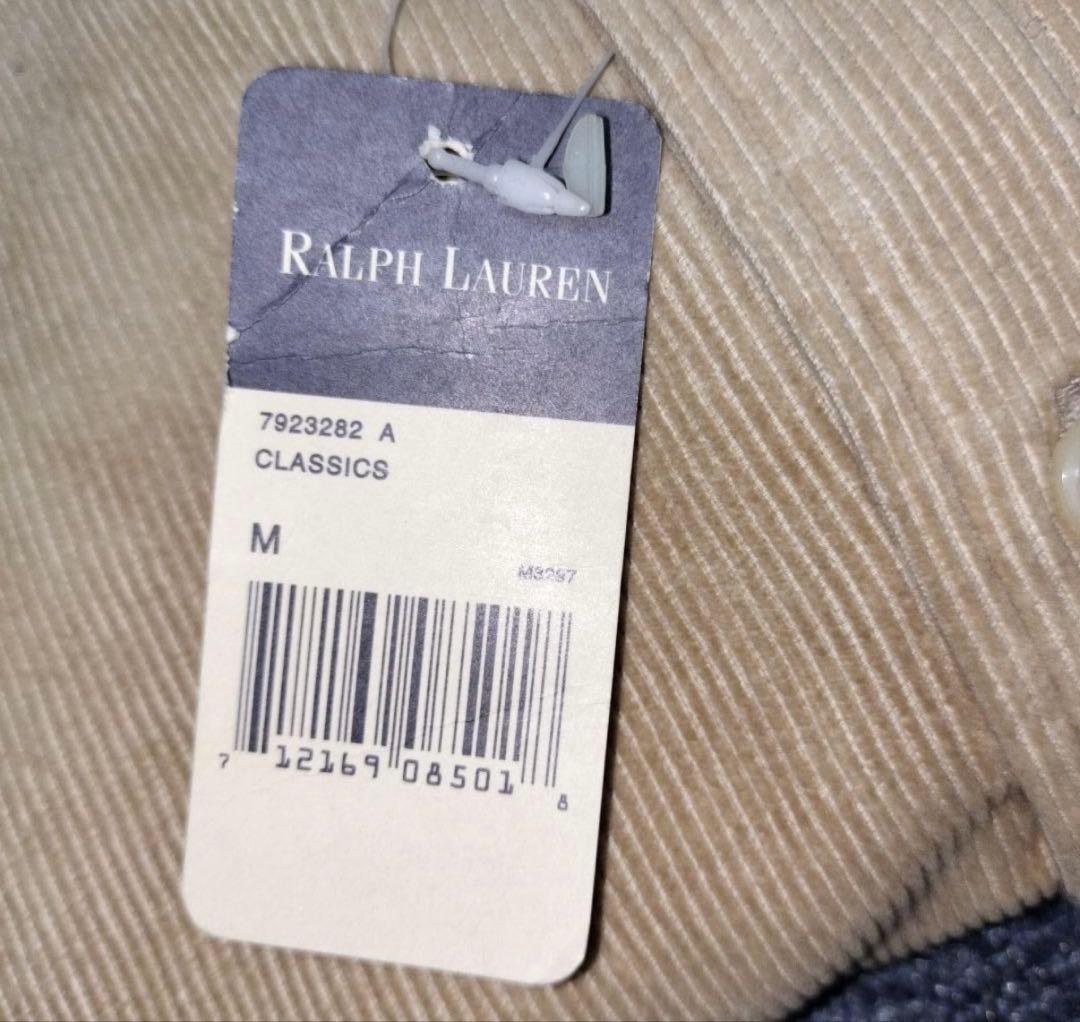 RALPH LAUREN
7923282 A
CLASSICS
M
M3297
7 12169 08501 8